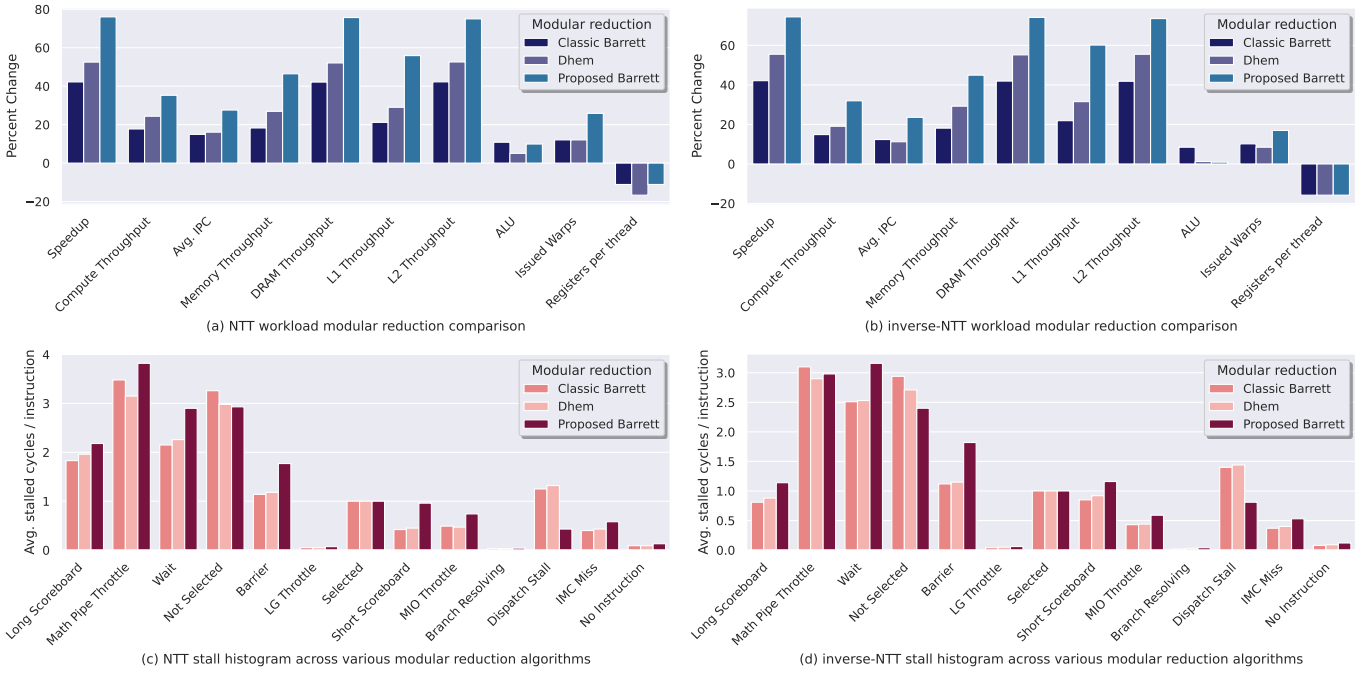 80
60
40
20
0
−20
Percent Change
Modular reduction
Classic Barrett
Dhem
Proposed Barrett
Speedup
Compute Throughput
Avg. IPC
Memory Throughput
DRAM Throughput
L1 Throughput
L2 Throughput
ALU
Issued Warps
Registers per thread
(a) NTT workload modular reduction comparison
60
40
20
0
−20
Percent Change
Modular reduction
Classic Barrett
Dhem
Proposed Barrett
Speedup
Compute Throughput
Avg. IPC
Memory Throughput
DRAM Throughput
L1 Throughput
L2 Throughput
ALU
Issued Warps
Registers per thread
(b) inverse-NTT workload modular reduction comparison
4
3
2
1
0
Avg. stalled cycles / instruction
Modular reduction
Classic Barrett
Dhem
Proposed Barrett
Long Scoreboard
Math Pipe Throttle
Wait
Not Selected
Barrier
LG Throttle
Selected
Short Scoreboard
MIO Throttle
Branch Resolving
Dispatch Stall
IMC Miss
No Instruction
(c) NTT stall histogram across various modular reduction algorithms
3.0
2.5
2.0
1.5
1.0
0.5
0.0
Avg. stalled cycles / instruction
Modular reduction
Classic Barrett
Dhem
Proposed Barrett
Long Scoreboard
Math Pipe Throttle
Wait
Not Selected
Barrier
LG Throttle
Selected
Short Scoreboard
MIO Throttle
Branch Resolving
Dispatch Stall
IMC Miss
No Instruction
(d) inverse-NTT stall histogram across various modular reduction algorithms